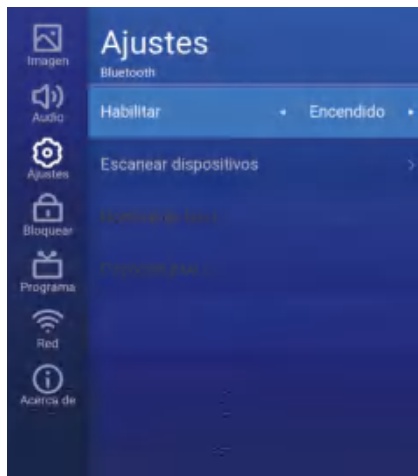 Imagen
Audio
Ajustes
Bloquear
Programa
Red
Acerca de
Ajustes
Bluetooth
Habilitar Encendido
Escanear dispositivos